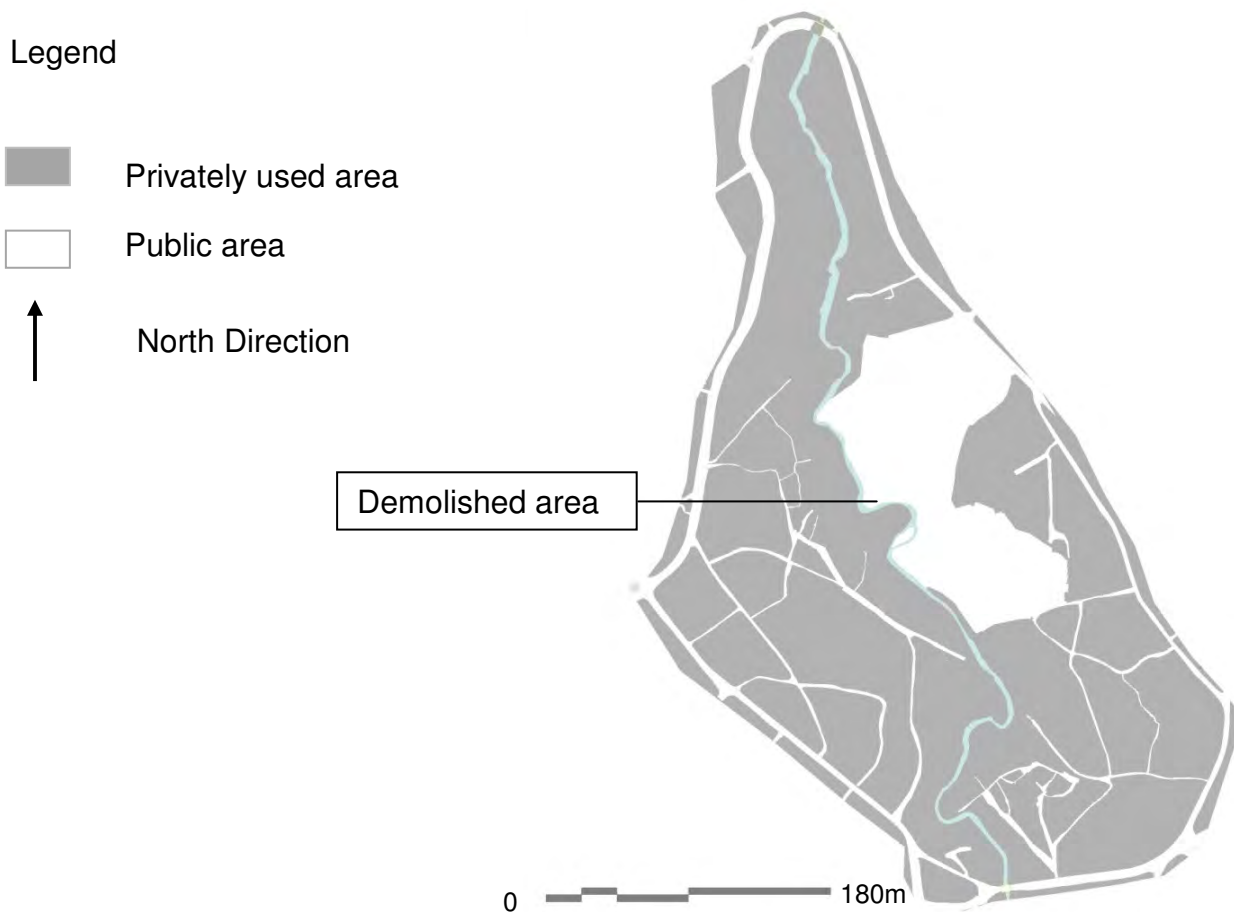 Legend
Privately used area
Public area
North Direction
Demolished area
0
180m